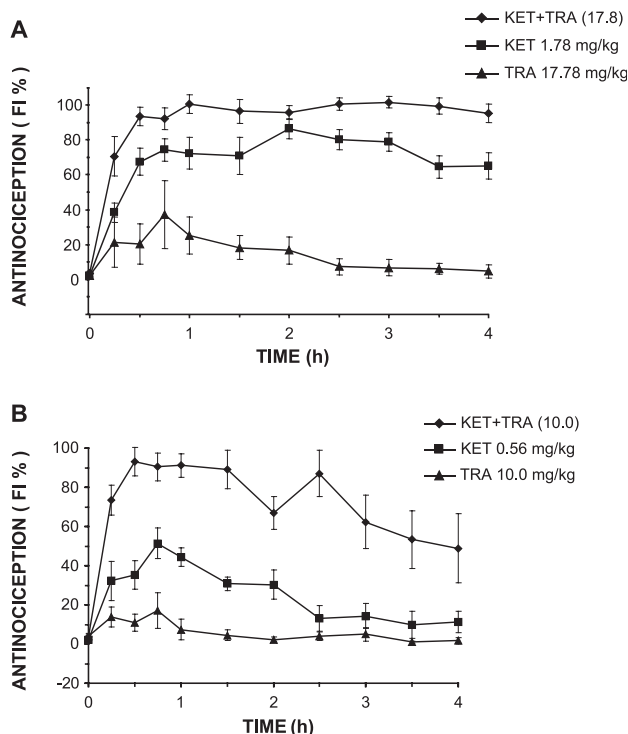 A
KET+TRA (17.8)
KET 1.78 mg/kg
TRA 17.78 mg/kg
ANTINOCICEPTION ( FI % )
100
80
60
40
20
0
0 1 2 3 4
TIME (h)
B
KET+TRA (10.0)
KET 0.56 mg/kg
TRA 10.0 mg/kg
ANTINOCICEPTION ( FI % )
100
80
60
40
20
0
-20
0 1 2 3 4
TIME (h)